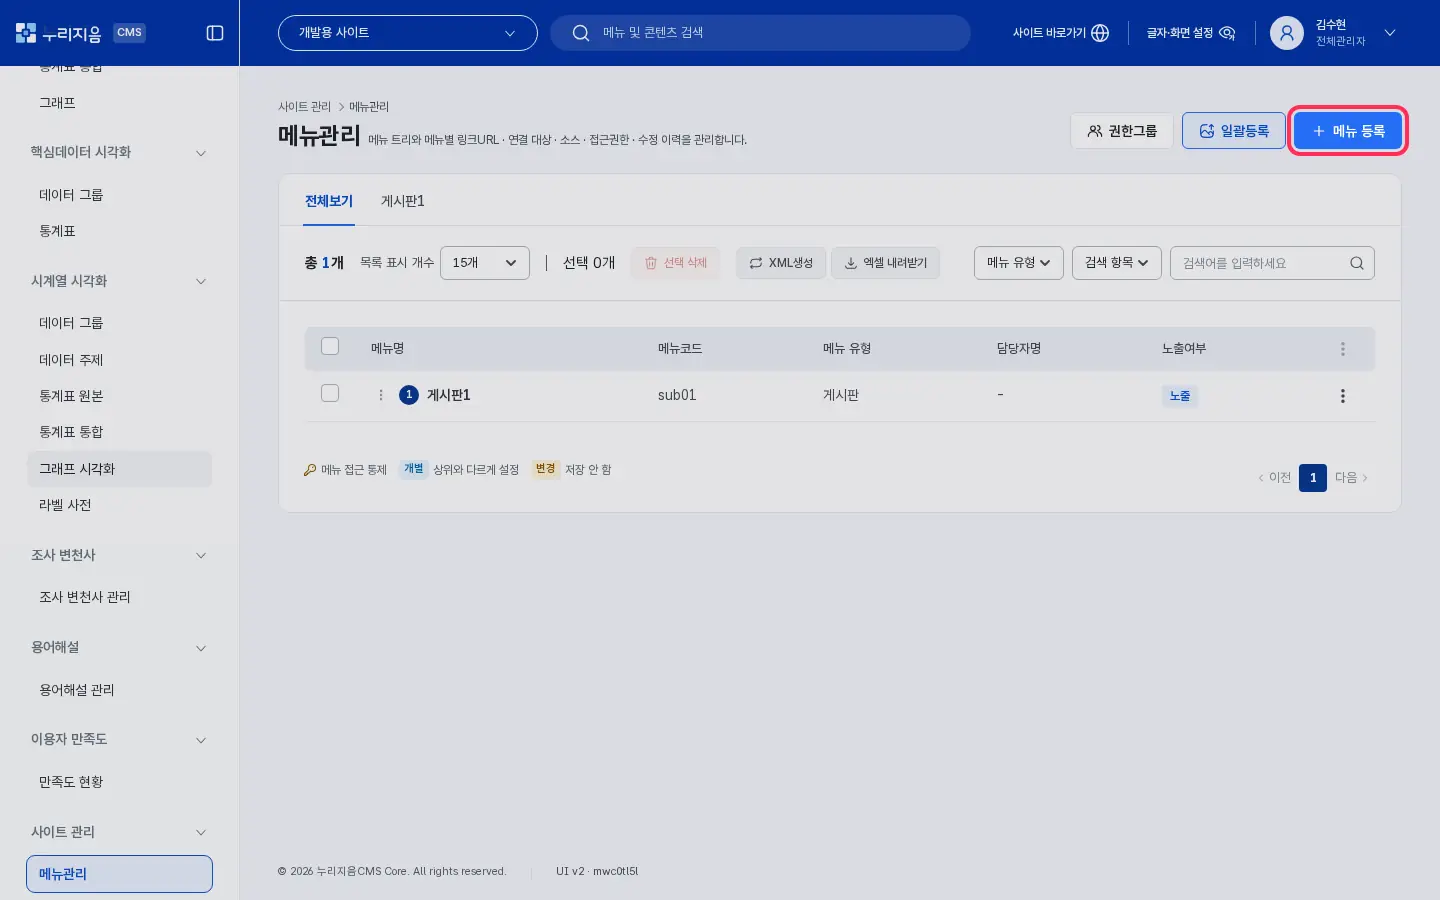 누리지음 CMS
개발용 사이트
메뉴 및 콘텐츠 검색
사이트 바로가기
글자·화면 설정
김수현
전체관리자
통계표 통합
그래프
핵심데이터 시각화
데이터 그룹
통계표
시계열 시각화
데이터 그룹
데이터 주제
통계표 원본
통계표 통합
그래프 시각화
라벨 사전
조사 변천사
조사 변천사 관리
용어해설
용어해설 관리
이용자 만족도
만족도 현황
사이트 관리
메뉴관리
사이트 관리 메뉴관리
메뉴관리 메뉴 트리와 메뉴별 링크URL · 연결 대상 · 소스 · 접근권한 · 수정 이력을 관리합니다.
권한그룹
일괄등록
메뉴 등록
전체보기 게시판1
총 1개 목록 표시 개수 15개 선택 0개 선택 삭제 XML생성 엑셀 내려받기 메뉴 유형 검색 항목 검색어를 입력하세요
메뉴명 메뉴코드 메뉴 유형 담당자명 노출여부
1 게시판1 sub01 게시판 - 노출
메뉴 접근 통제 개별 상위와 다르게 설정 변경 저장 안 함
이전 1 다음
© 2026 누리지음CMS Core. All rights reserved. UI v2 · mwc0tl5l